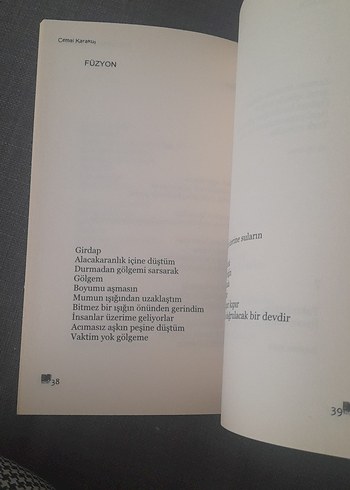 Cemal Karsavan
FÜZYON
Girdap
Alacakaranlık içine düştüm
Durmadan gölgemi sarsarak
Gölgem
Boyumu aşmasın
Mumun ışığından uzaklaştım
Bitmez bir ışığın önünden gerindim
İnsanlar üzerime geliyorlar
Acımasız aşkın peşine düştüm
Vaktim yok gölgeme
38
suların
bir devdir
39